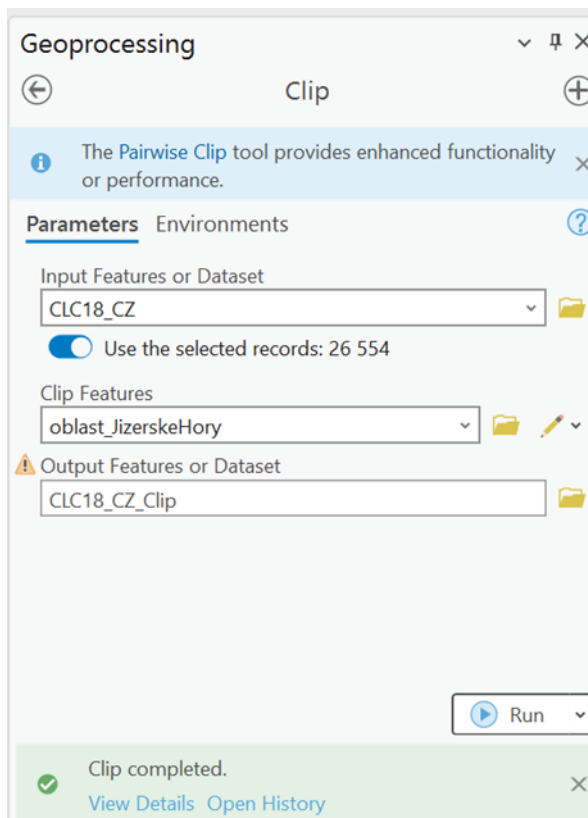 Geoprocessing
Clip
The Pairwise Clip tool provides enhanced functionality
or performance.
Parameters Environments
Input Features or Dataset
CLC18_CZ
Use the selected records: 26 554
Clip Features
oblast_JizerskeHory
Output Features or Dataset
CLC18_CZ_Clip
Run
Clip completed.
View Details Open History